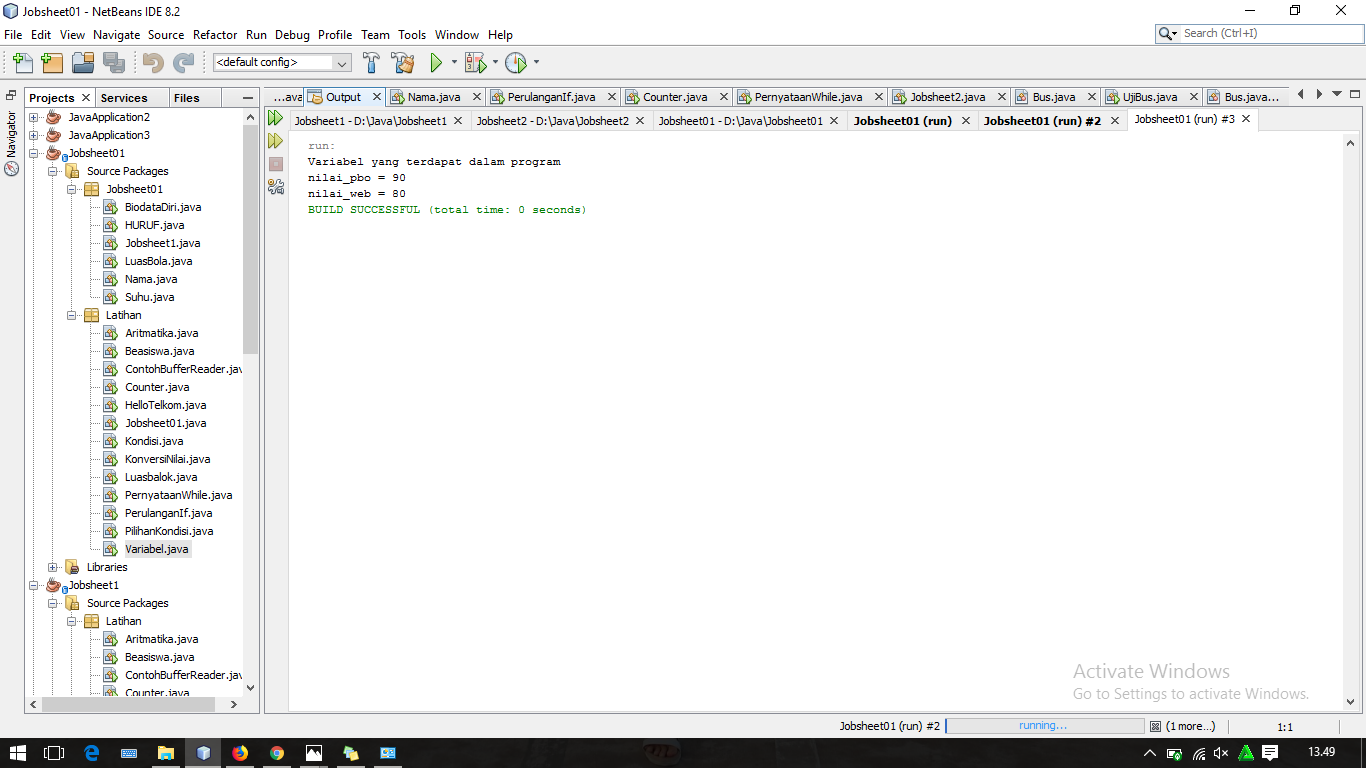 Jobsheet01 - NetBeans IDE 8.2
File Edit View Navigate Source Refactor Run Debug Profile Team Tools Window Help
Search (Ctrl+I)
<default config>
Projects Services Files
...ava Output Nama.java PerulanganIf.java Counter.java PernyataanWhile.java Jobsheet2.java Bus.java UjiBus.java Bus.java...
Jobsheet1 - D:\Java\Jobsheet1 Jobsheet2 - D:\Java\Jobsheet2 Jobsheet01 - D:\Java\Jobsheet01 Jobsheet01 (run) Jobsheet01 (run) #2 Jobsheet01 (run) #3
Navigator
JavaApplication2
JavaApplication3
Jobsheet01
Source Packages
Jobsheet01
BiodataDiri.java
HURUF.java
Jobsheet1.java
LuasBola.java
Nama.java
Suhu.java
Latihan
Aritmatika.java
Beasiswa.java
ContohBufferReader.jav
Counter.java
HelloTelkom.java
Jobsheet01.java
Kondisi.java
KonversiNilai.java
Luasbalok.java
PernyataanWhile.java
PerulanganIf.java
PilihanKondisi.java
Variabel.java
Libraries
Jobsheet1
Source Packages
Latihan
Aritmatika.java
Beasiswa.java
ContohBufferReader.jav
Counter.java
run:
Variabel yang terdapat dalam program
nilai_pbo = 90
nilai_web = 80
BUILD SUCCESSFUL (total time: 0 seconds)
Activate Windows
Go to Settings to activate Windows.
Jobsheet01 (run) #2 running... (1 more...) 1:1
13.49